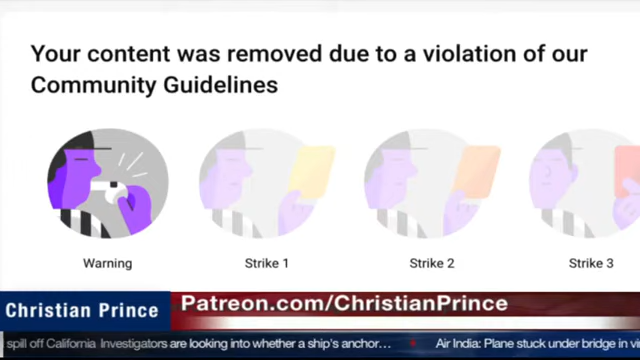 Your content was removed due to a violation of our
Community Guidelines
Warning
Strike 1
Strike 2
Strike 3
Christian Prince
Patreon.com/ChristianPrince
spill off California Investigators are looking into whether a ship's anchor...
Air India: Plane stuck under bridge in